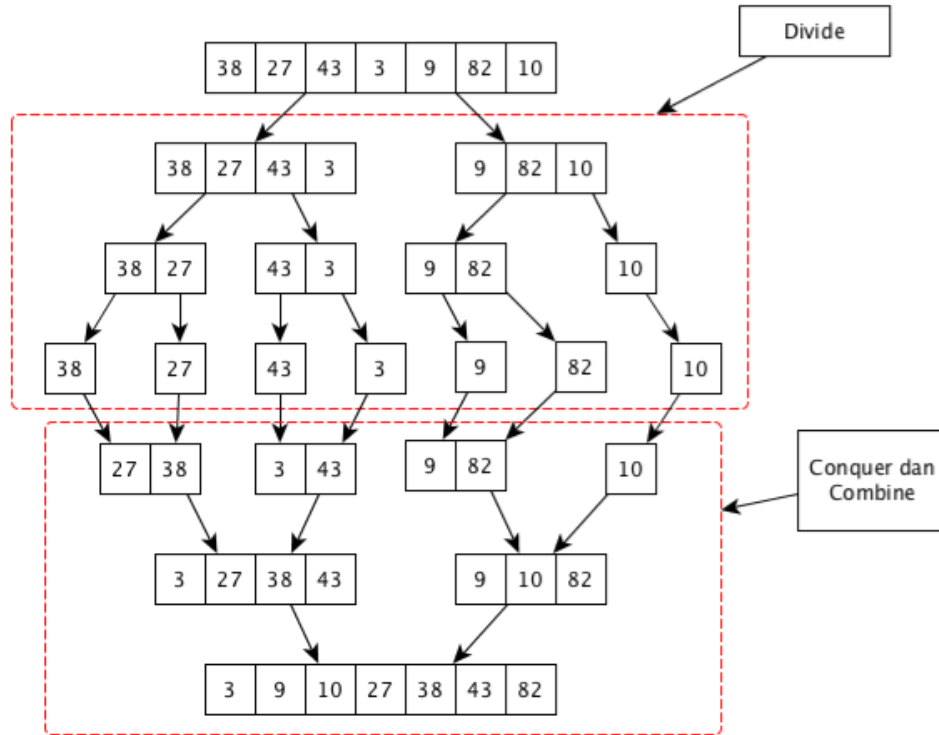 Divide
38 27 43 3 9 82 10
38 27 43 3 9 82 10
38 27 43 3 9 82 10
38 27 43 3 9 82 10
27 38 3 43 9 82 10
Conquer dan
Combine
3 27 38 43 9 10 82
3 9 10 27 38 43 82